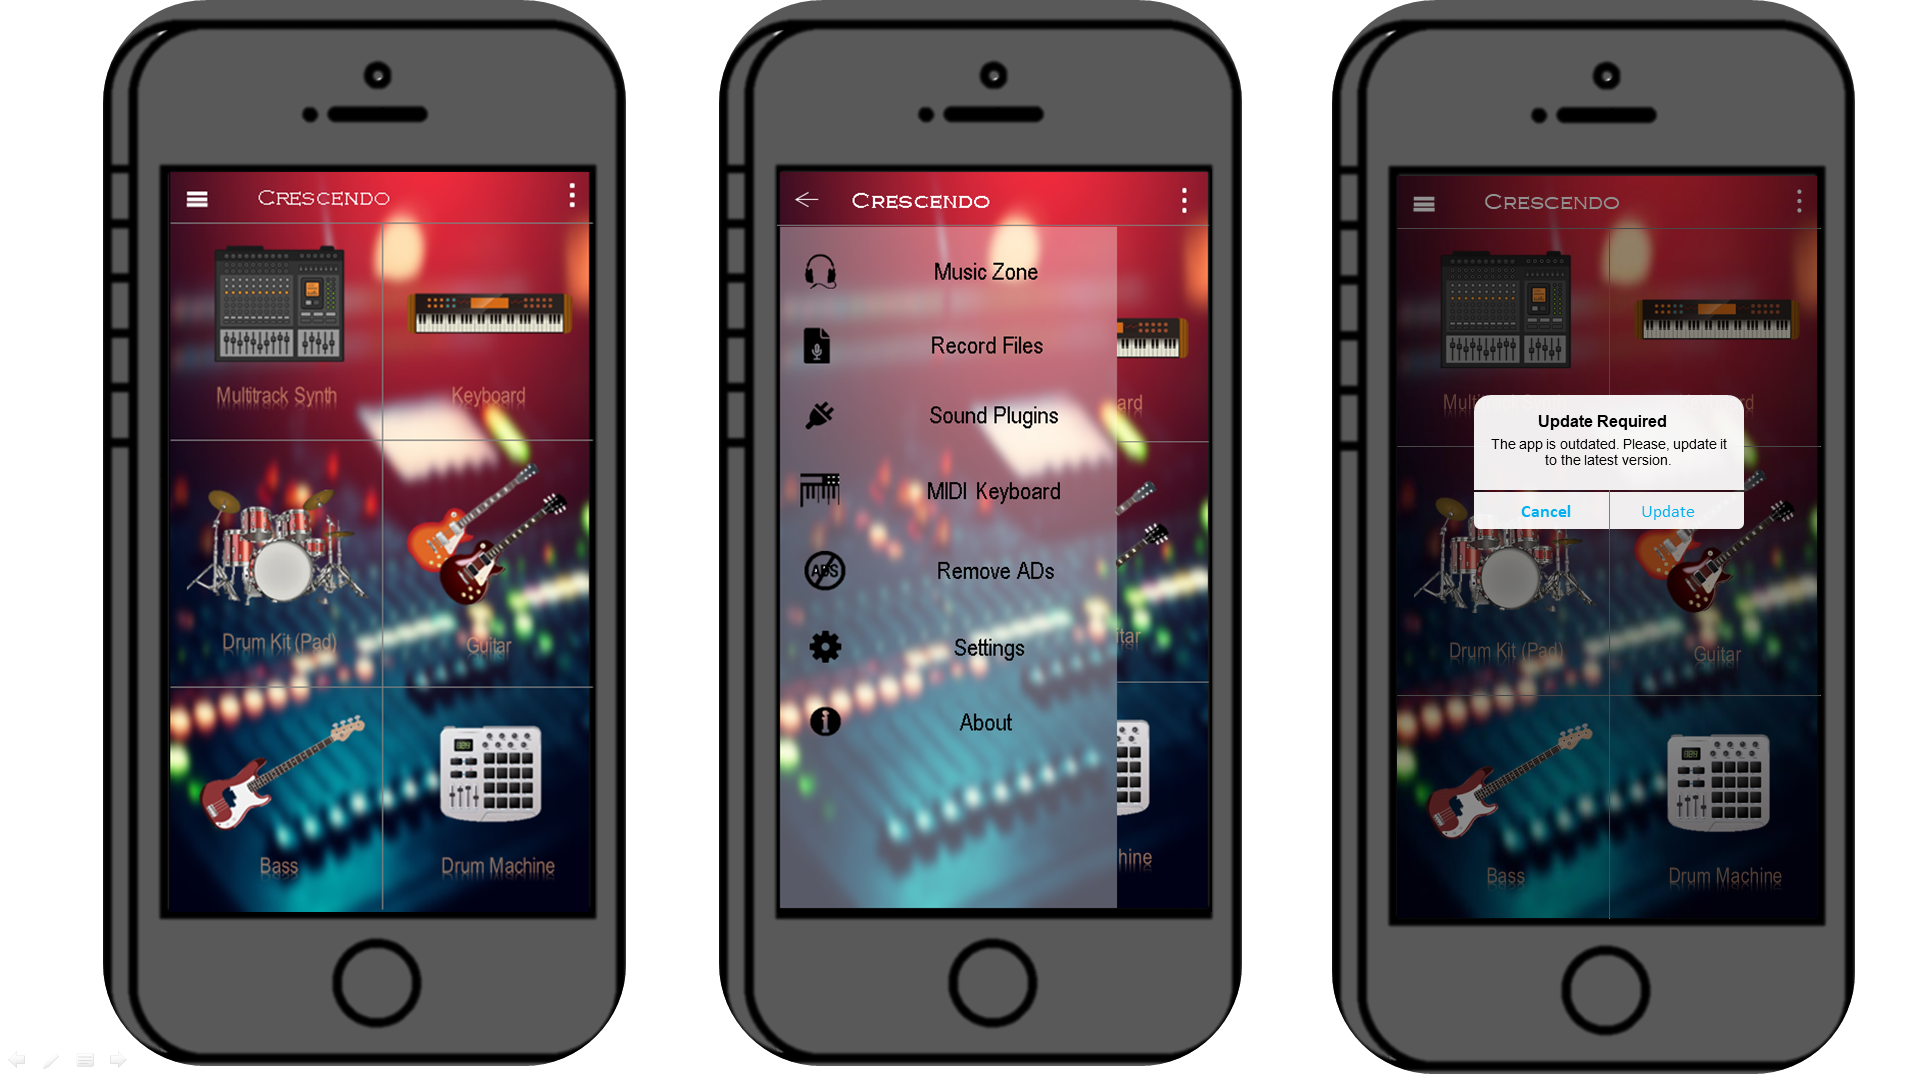 Crescendo
Multitrack Synth
Keyboard
Drum Kit (Pad)
Guitar
Bass
Drum Machine
Crescendo
Music Zone
Record Files
Sound Plugins
MIDI Keyboard
ADS
Remove ADs
Settings
About
ard
itar
hine
Crescendo
Update Required
The app is outdated. Please, update it
to the latest version.
Cancel
Update
Drum Kit (Pad)
Guitar
Bass
Drum Machine